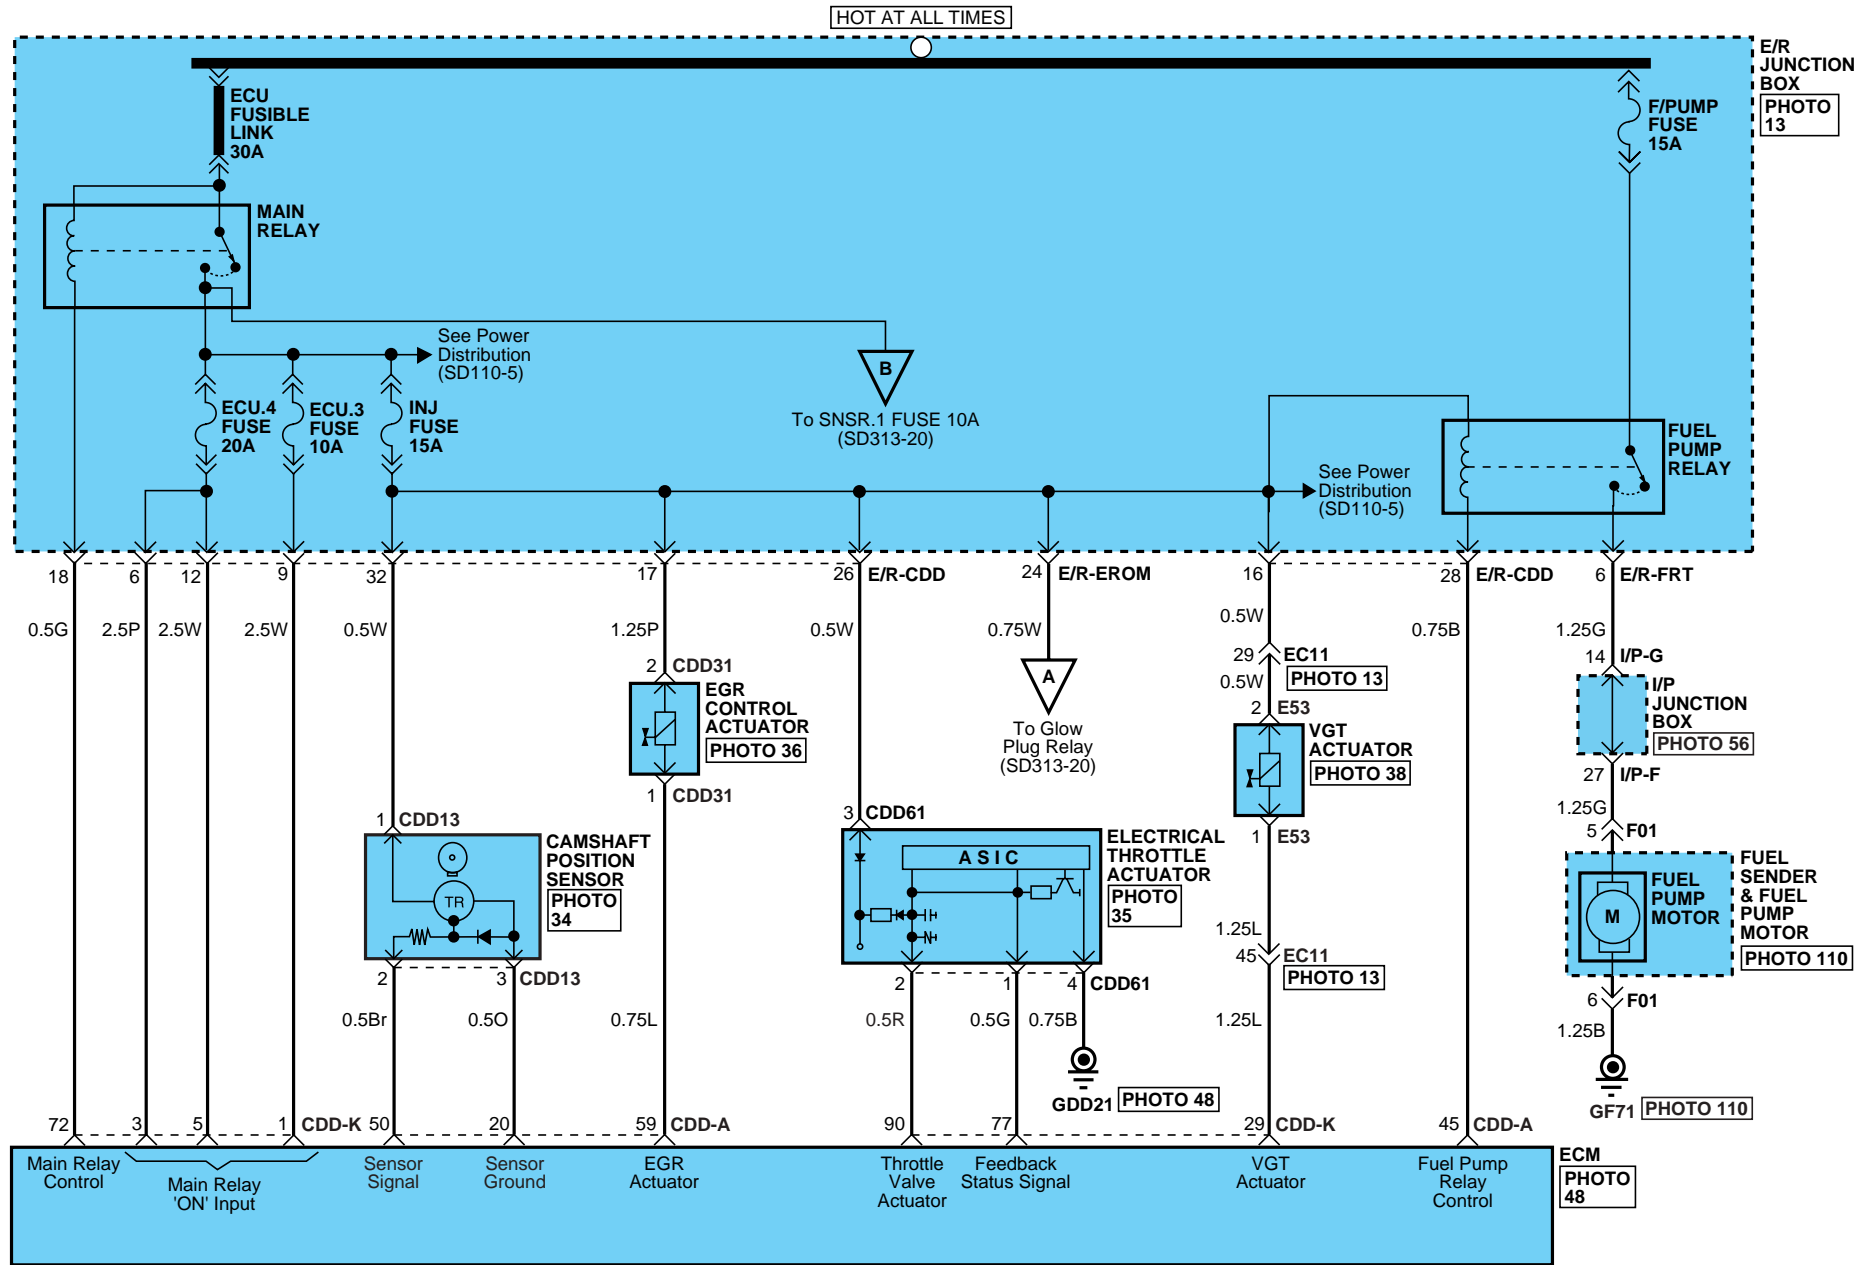 HOT AT ALL TIMES
E/R
JUNCTION
BOX
PHOTO
13
ECU
FUSIBLE
LINK
30A
F/PUMP
FUSE
15A
MAIN
RELAY
See Power
Distribution
(SD110-5)
B
To SNSR.1 FUSE 10A
(SD313-20)
ECU.4
FUSE
20A
ECU.3
FUSE
10A
INJ
FUSE
15A
FUEL
PUMP
RELAY
See Power
Distribution
(SD110-5)
18 6 12 9 32 17 26 E/R-CDD 24 E/R-EROM 16 28 E/R-CDD 6 E/R-FRT
0.5G 2.5P 2.5W 2.5W 0.5W 1.25P 0.5W 0.75W 0.5W 0.75B 1.25G
2 CDD31
EGR
CONTROL
ACTUATOR
PHOTO 36
1 CDD31
A
To Glow
Plug Relay
(SD313-20)
29 EC11
PHOTO 13
0.5W
2 E53
VGT
ACTUATOR
PHOTO 38
1 E53
14 I/P-G
I/P
JUNCTION
BOX
PHOTO 56
27 I/P-F
1.25G
5 F01
1 CDD13
CAMSHAFT
POSITION
SENSOR
PHOTO
34
TR
2 3 CDD13
3 CDD61
ASIC
ELECTRICAL
THROTTLE
ACTUATOR
PHOTO
35
2 1 4 CDD61
FUEL
SENDER
& FUEL
PUMP
MOTOR
PHOTO 110
FUEL
PUMP
MOTOR
M
6 F01
1.25B
GF71 PHOTO 110
1.25L
45 EC11
PHOTO 13
0.5Br 0.5O 0.75L 0.5R 0.5G 0.75B 1.25L
GDD21 PHOTO 48
72 3 5 1 CDD-K 50 20 59 CDD-A 90 77 29 CDD-K 45 CDD-A
ECM
PHOTO
48
Main Relay
Control
Main Relay
'ON' Input
Sensor
Signal
Sensor
Ground
EGR
Actuator
Throttle
Valve
Actuator
Feedback
Status Signal
VGT
Actuator
Fuel Pump
Relay
Control